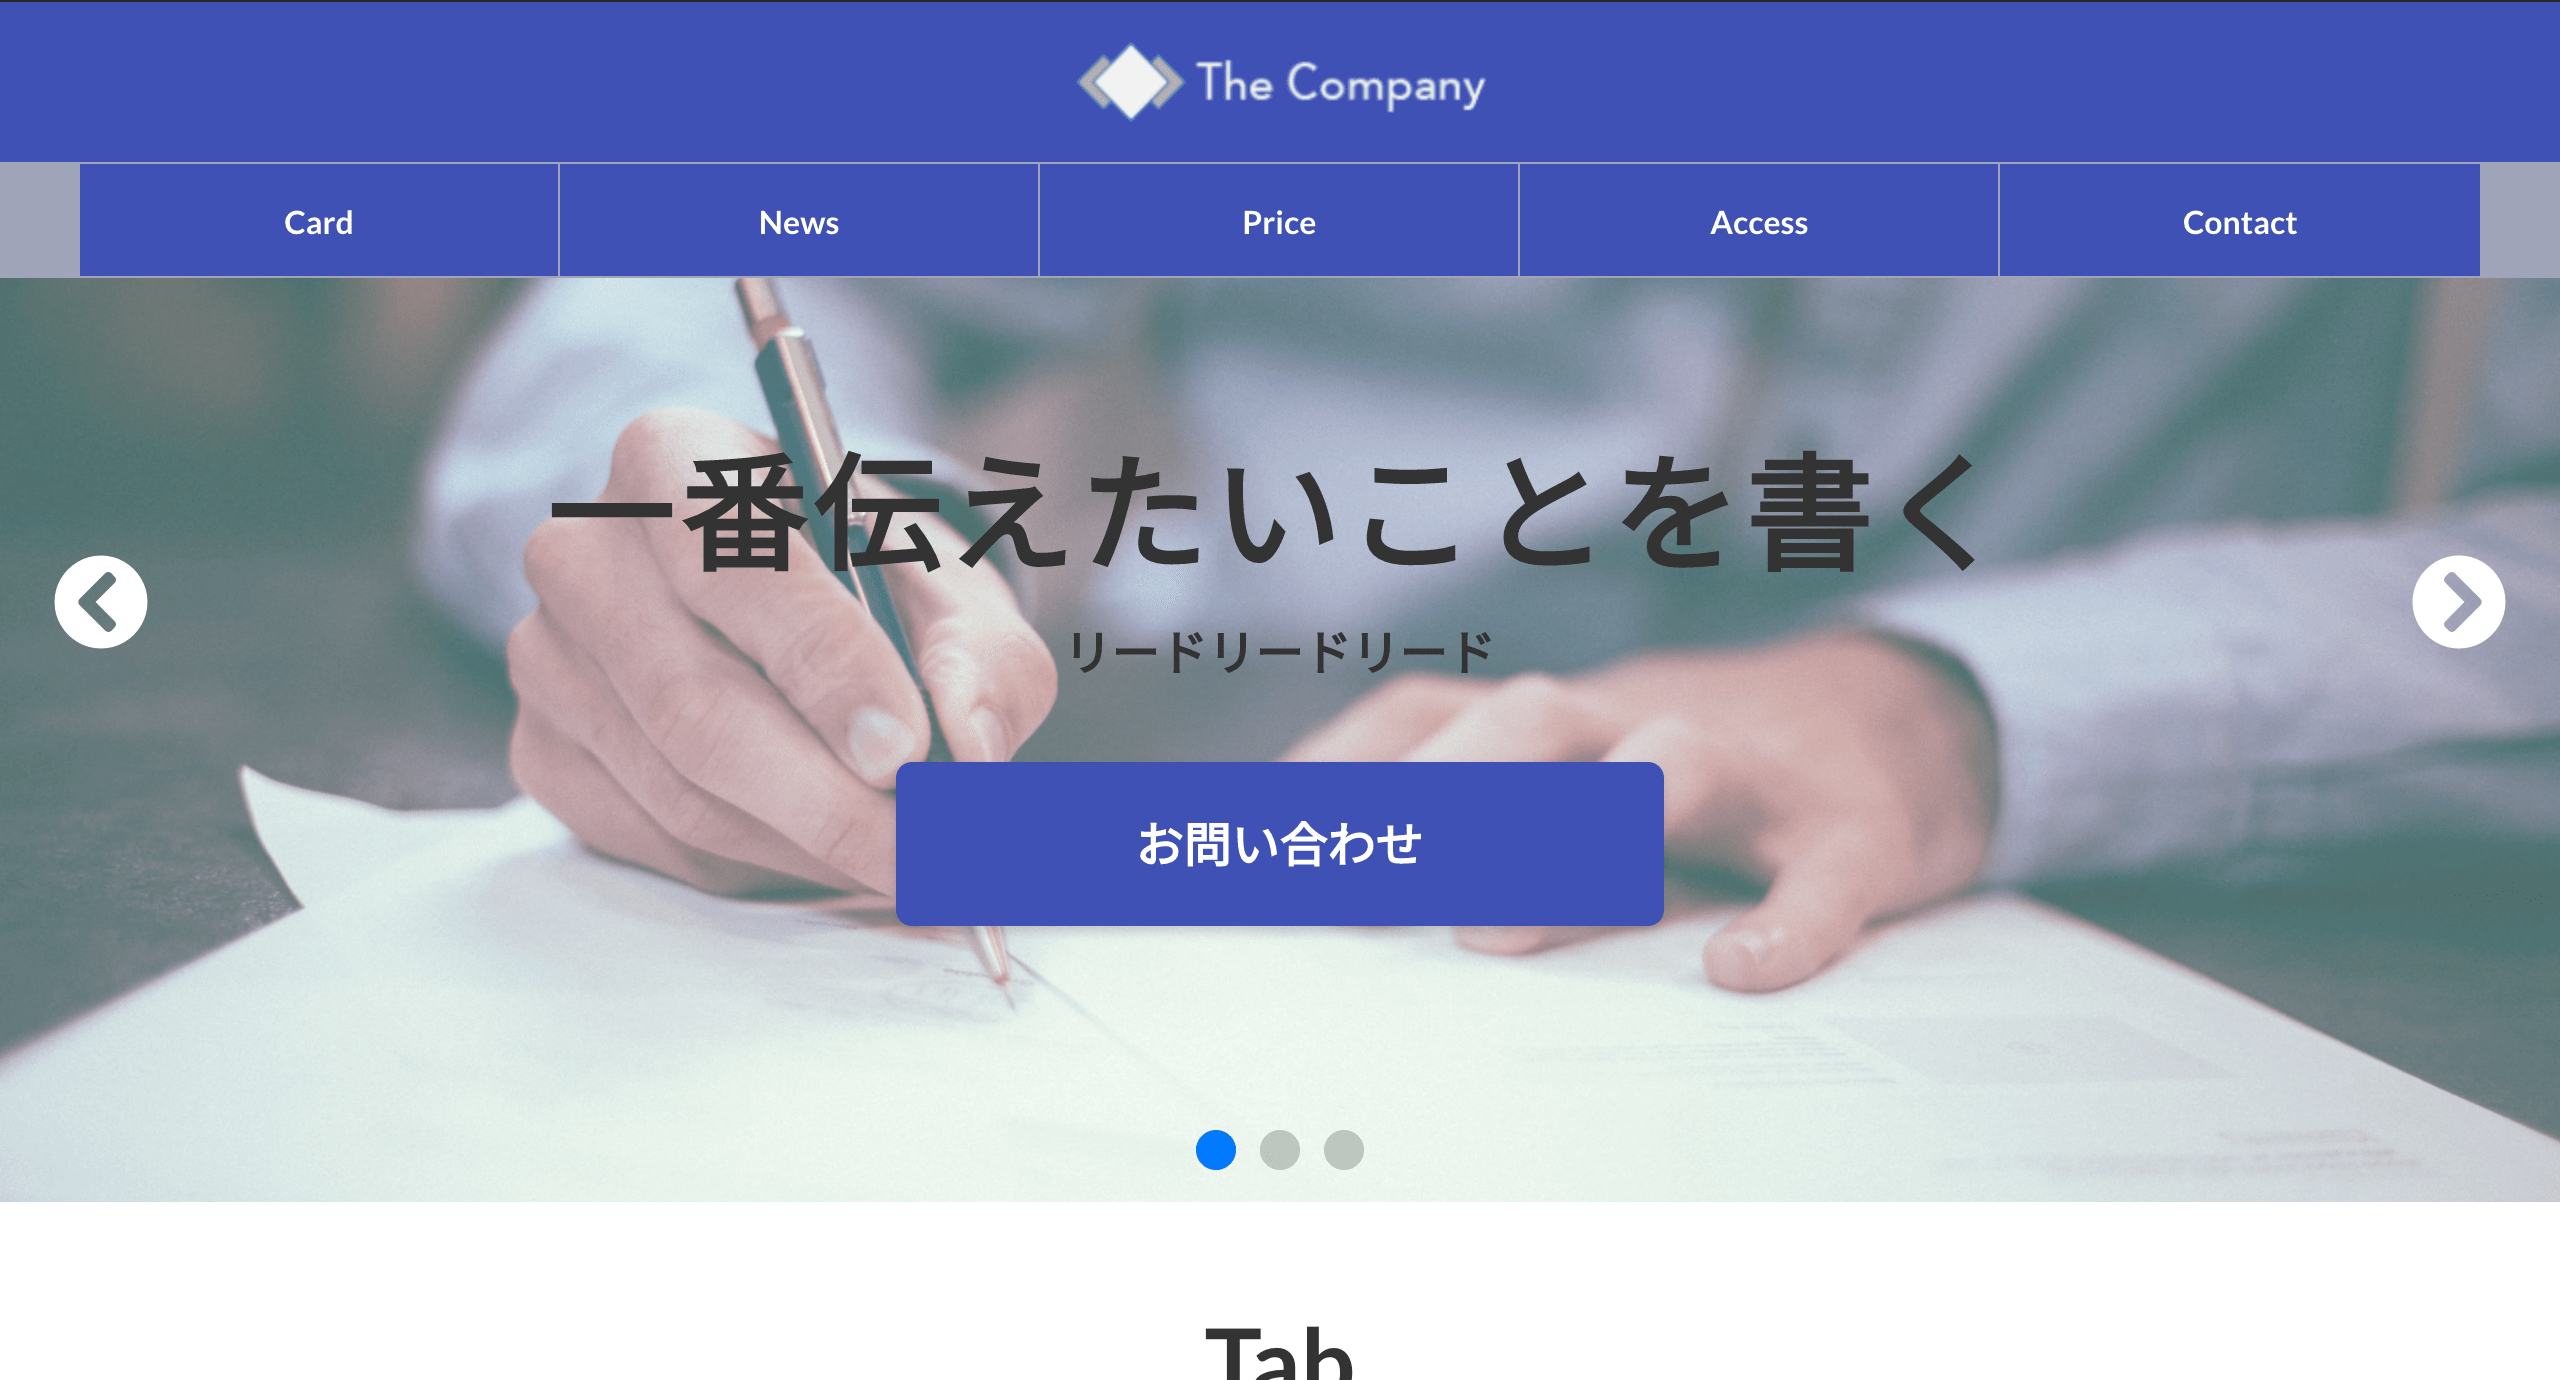 The Company
Card
News
Price
Access
Contact
一番伝えたいことを書く
リードリードリード
お問い合わせ
Tab